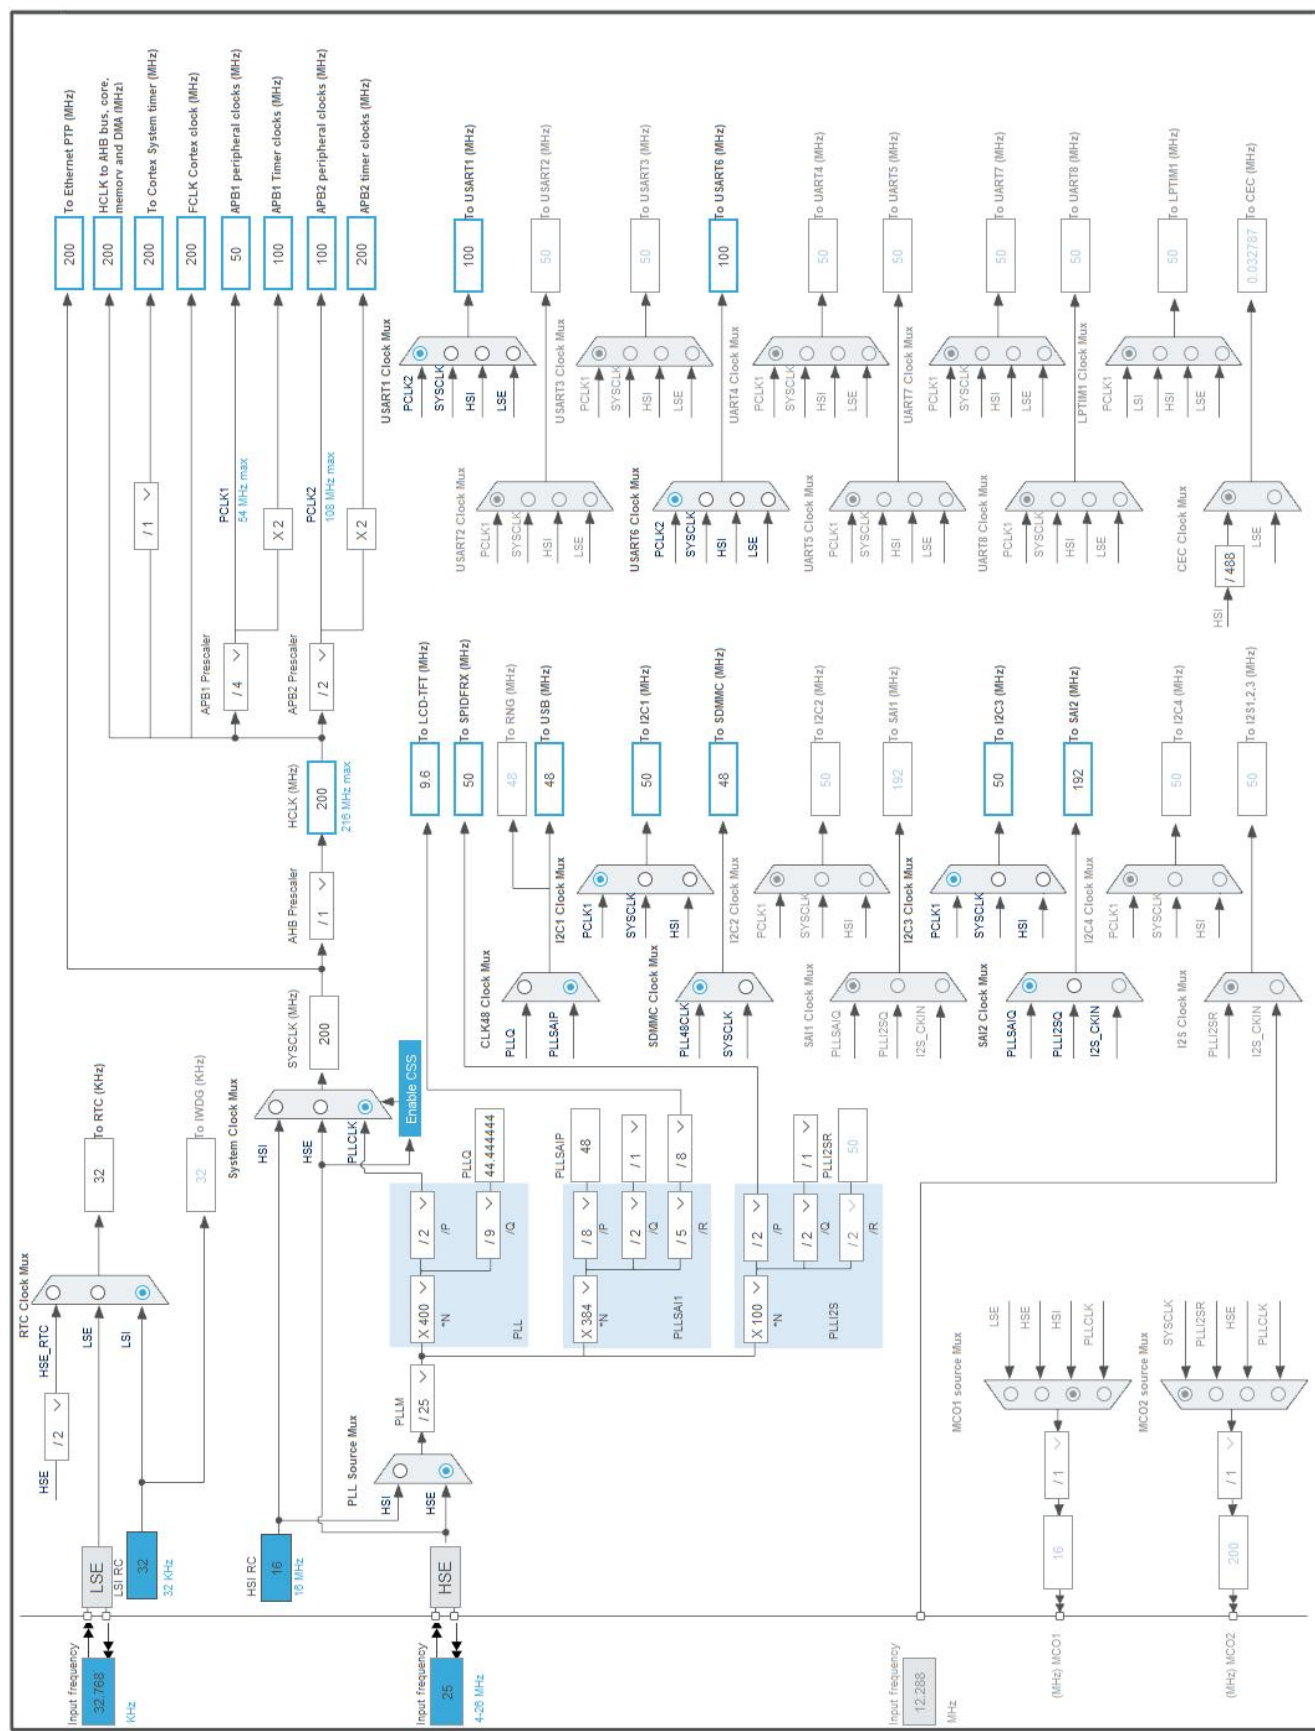 Input frequency
32.768
KHz
LSE
LSI RC
32
32 KHz
HSE
/ 2
HSE_RTC
LSE
LSI
RTC Clock Mux
32
To RTC (KHz)
32
To IWDG (KHz)
HSI RC
16
16 MHz
Input frequency
25
4-26 MHz
HSE
PLL Source Mux
HSI
HSE
PLLM
/ 25
X 400
*N
/ 2
/P
/ 9
/Q
PLL
PLLQ
44.444444
X 384
*N
/ 8
/P
/ 2
/Q
/ 5
/R
PLLSAI1
PLLSAIP
48
/ 1
/ 8
X 100
*N
/ 2
/P
/ 2
/Q
/ 2
/R
PLLI2S
/ 1
PLLI2SR
50
System Clock Mux
HSI
HSE
PLLCLK
Enable CSS
SYSCLK (MHz)
200
AHB Prescaler
/ 1
HCLK (MHz)
200
216 MHz max
APB1 Prescaler
/ 4
APB2 Prescaler
/ 2
/ 1
PCLK1
54 MHz max
X 2
PCLK2
108 MHz max
X 2
200
To Ethernet PTP (MHz)
200
HCLK to AHB bus, core,
memory and DMA (MHz)
200
To Cortex System timer (MHz)
200
FCLK Cortex clock (MHz)
50
APB1 peripheral clocks (MHz)
100
APB1 Timer clocks (MHz)
100
APB2 peripheral clocks (MHz)
200
APB2 timer clocks (MHz)
9.6
To LCD-TFT (MHz)
50
To SPIDFRX (MHz)
48
To RNG (MHz)
48
To USB (MHz)
CLK48 Clock Mux
PLLQ
PLLSAIP
I2C1 Clock Mux
PCLK1
SYSCLK
HSI
50
To I2C1 (MHz)
SDMMC Clock Mux
PLL48CLK
SYSCLK
48
To SDMMC (MHz)
I2C2 Clock Mux
PCLK1
SYSCLK
HSI
50
To I2C2 (MHz)
SAI1 Clock Mux
PLLSAIQ
PLLI2SQ
I2S_CKIN
192
To SAI1 (MHz)
I2C3 Clock Mux
PCLK1
SYSCLK
HSI
50
To I2C3 (MHz)
SAI2 Clock Mux
PLLSAIQ
PLLI2SQ
I2S_CKIN
192
To SAI2 (MHz)
I2C4 Clock Mux
PCLK1
SYSCLK
HSI
50
To I2C4 (MHz)
I2S Clock Mux
PLLI2SR
I2S_CKIN
50
To I2S1,2,3 (MHz)
USART1 Clock Mux
PCLK2
SYSCLK
HSI
LSE
100
To USART1 (MHz)
USART2 Clock Mux
PCLK1
SYSCLK
HSI
LSE
50
To USART2 (MHz)
USART3 Clock Mux
PCLK1
SYSCLK
HSI
LSE
50
To USART3 (MHz)
USART6 Clock Mux
PCLK2
SYSCLK
HSI
LSE
100
To USART6 (MHz)
UART4 Clock Mux
PCLK1
SYSCLK
HSI
LSE
50
To UART4 (MHz)
UART5 Clock Mux
PCLK1
SYSCLK
HSI
LSE
50
To UART5 (MHz)
UART7 Clock Mux
PCLK1
SYSCLK
HSI
LSE
50
To UART7 (MHz)
UART8 Clock Mux
PCLK1
SYSCLK
HSI
LSE
50
To UART8 (MHz)
LPTIM1 Clock Mux
PCLK1
LSI
HSI
LSE
50
To LPTIM1 (MHz)
CEC Clock Mux
HSI
/ 488
LSE
0.032787
To CEC (MHz)
Input frequency
12.288
MHz
MCO1 source Mux
LSE
HSE
HSI
PLLCLK
/ 1
16
(MHz) MCO1
MCO2 source Mux
SYSCLK
PLLI2SR
HSE
PLLCLK
/ 1
200
(MHz) MCO2